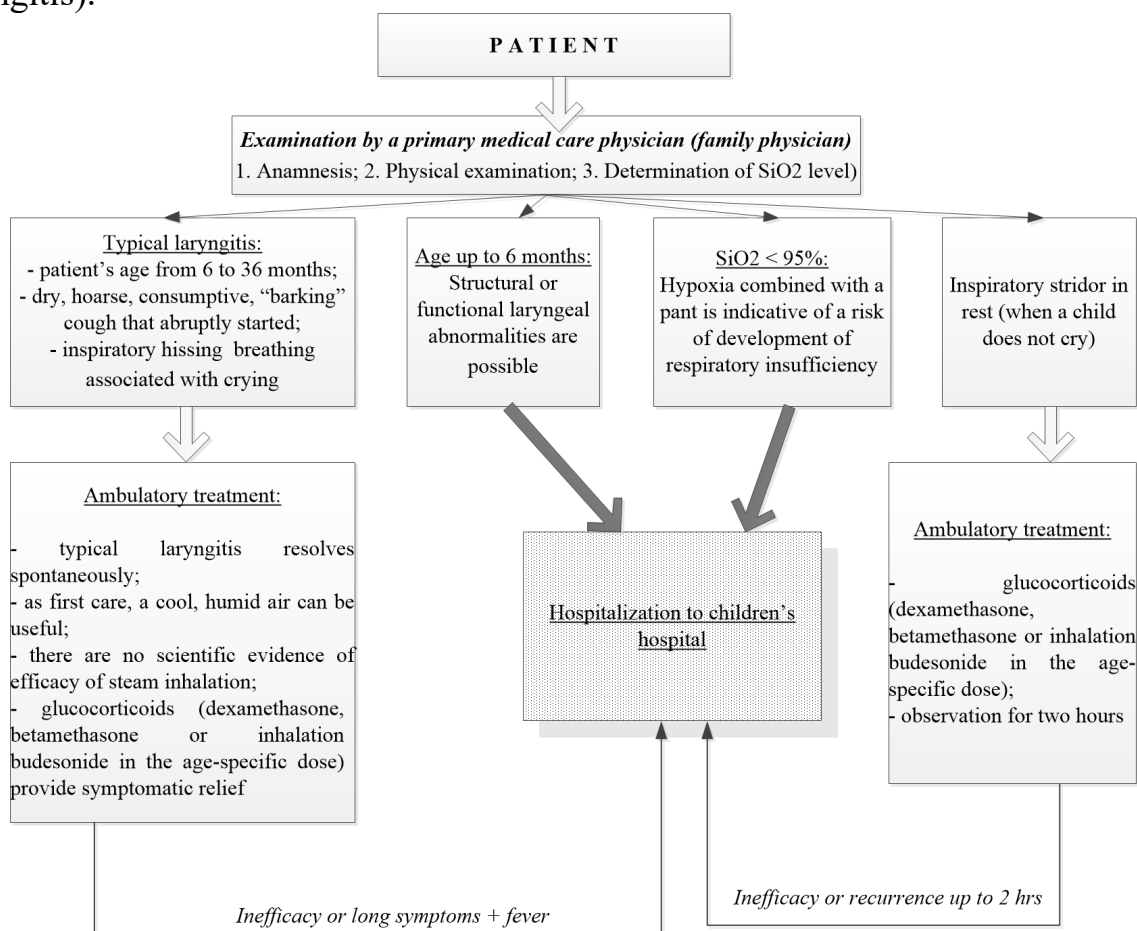 ngitis).
P A T I E N T
Examination by a primary medical care physician (family physician)
1. Anamnesis; 2. Physical examination; 3. Determination of SiO2 level)
Typical laryngitis:
- patient's age from 6 to 36 months;
- dry, hoarse, consumptive, “barking”
cough that abruptly started;
- inspiratory hissing breathing
associated with crying
Age up to 6 months:
Structural or
functional laryngeal
abnormalities are
possible
SiO2 < 95%:
Hypoxia combined with a
pant is indicative of a risk
of development of
respiratory insufficiency
Inspiratory stridor in
rest (when a child
does not cry)
Ambulatory treatment:
- typical laryngitis resolves
spontaneously;
- as first care, a cool, humid air can be
useful;
- there are no scientific evidence of
efficacy of steam inhalation;
- glucocorticoids (dexamethasone,
betamethasone or inhalation
budesonide in the age-specific dose)
provide symptomatic relief
Hospitalization to children's
hospital
Ambulatory treatment:
- glucocorticoids
(dexamethasone,
betamethasone or inhalation
budesonide in the age-
specific dose);
- observation for two hours
Inefficacy or long symptoms + fever
Inefficacy or recurrence up to 2 hrs